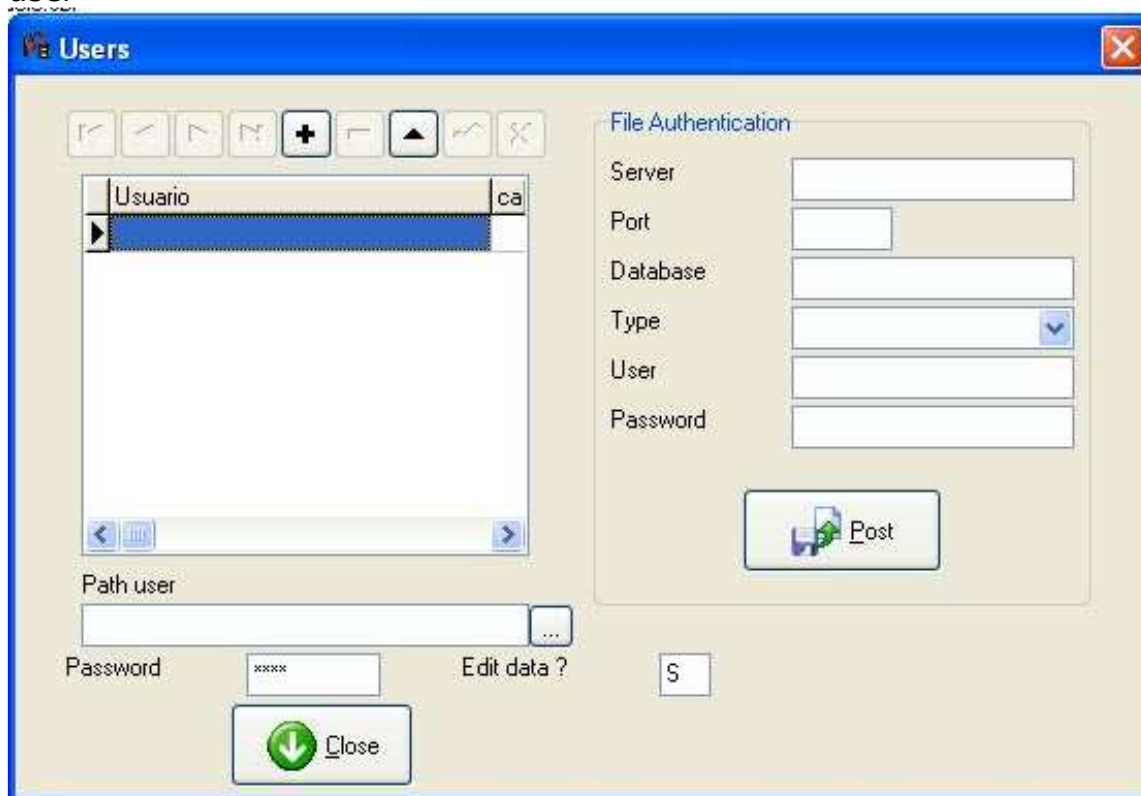 Users
Usuario
ca
Path user
...
Password
****
Edit data ?
S
Close
File Authentication
Server
Port
Database
Type
User
Password
Post